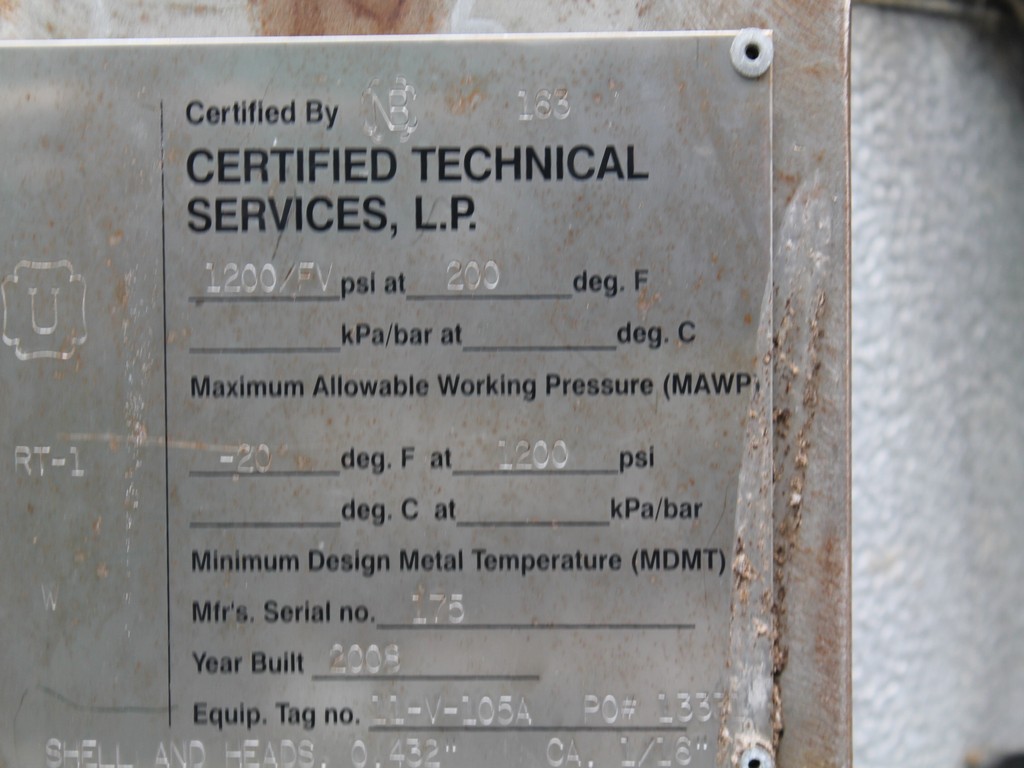 Certified By NB 163
CERTIFIED TECHNICAL
SERVICES, L.P.
1200/FV psi at 200 deg. F
U
kPa/bar at deg. C
Maximum Allowable Working Pressure (MAWP)
RT-1
-20 deg. F at 1200 psi
deg. C at kPa/bar
Minimum Design Metal Temperature (MDMT)
W
Mfr's. Serial no. 175
Year Built 2008
Equip. Tag no. 11-V-105A PO# 133
SHELL AND HEADS, 0.432" CA. 1/16"